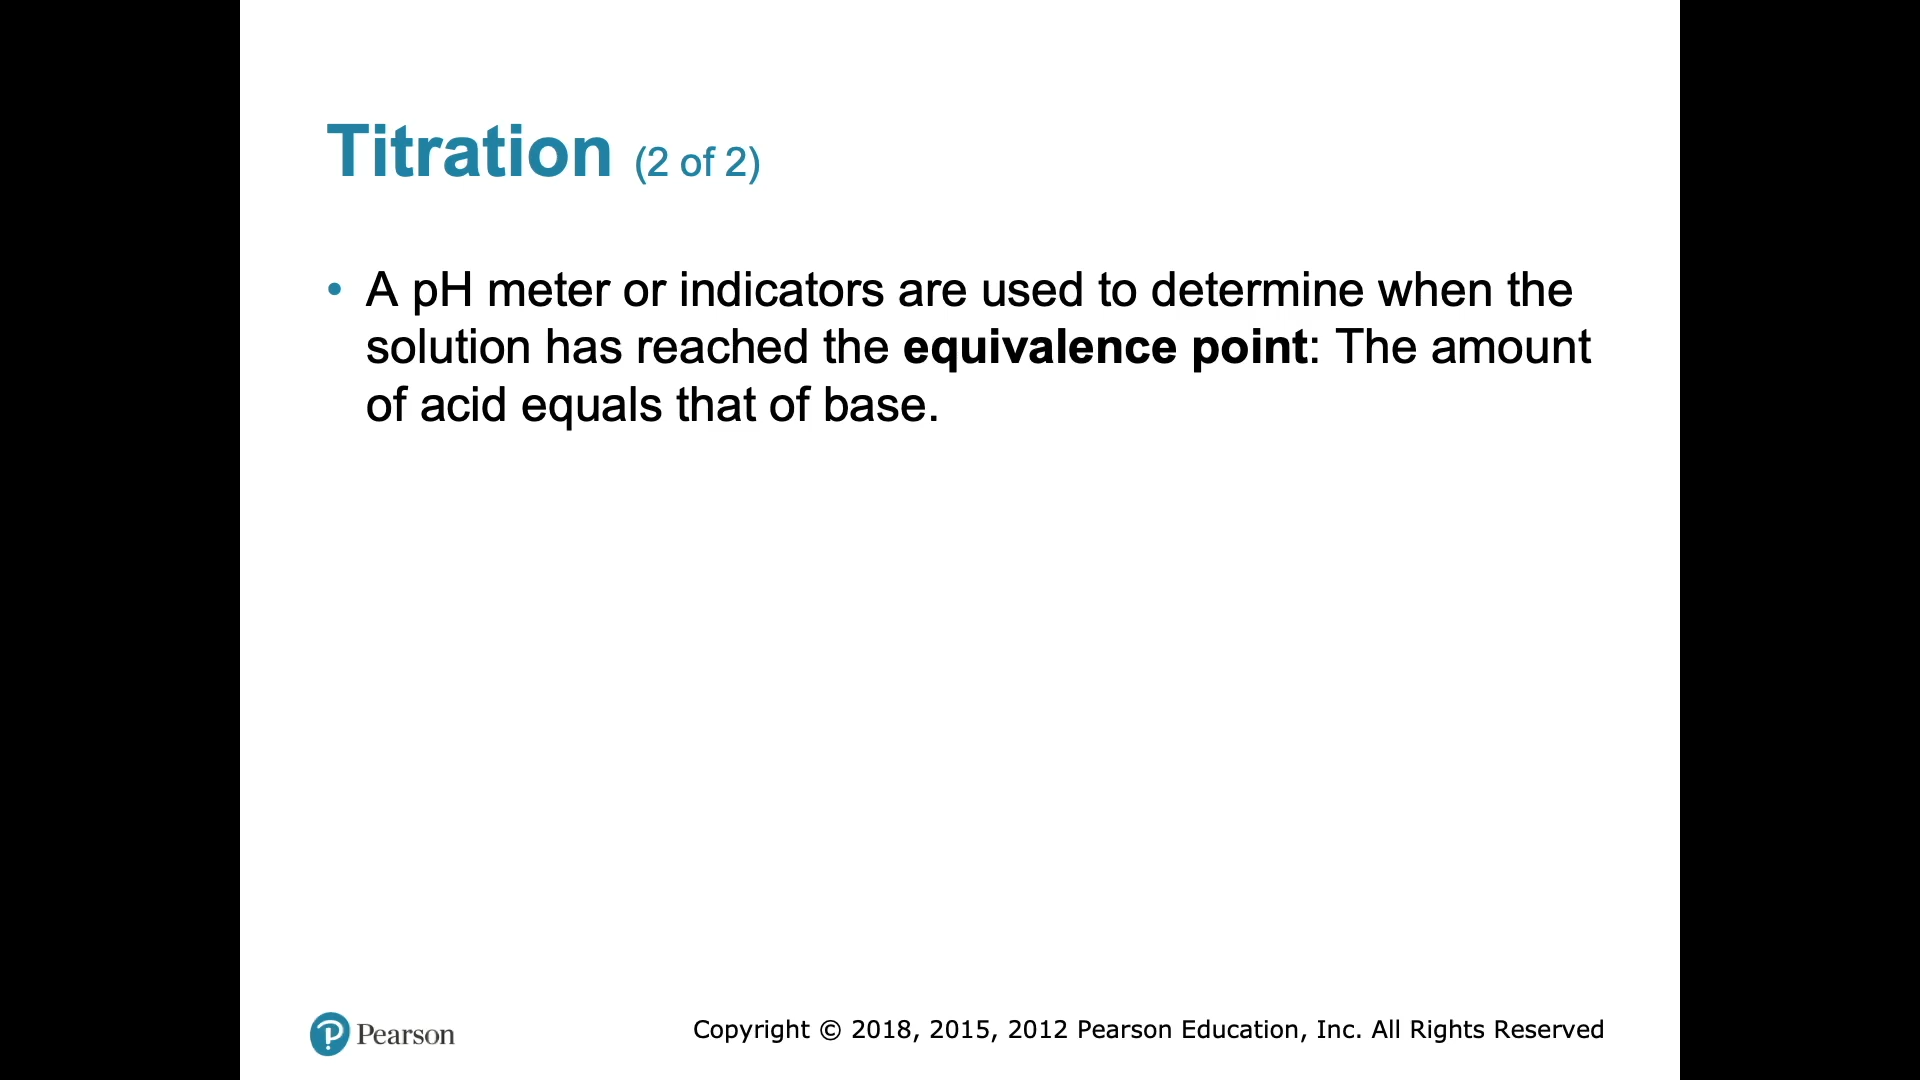 Titration (2 of 2)
• A pH meter or indicators are used to determine when the
solution has reached the equivalence point: The amount
of acid equals that of base.
Pearson
Copyright © 2018, 2015, 2012 Pearson Education, Inc. All Rights Reserved